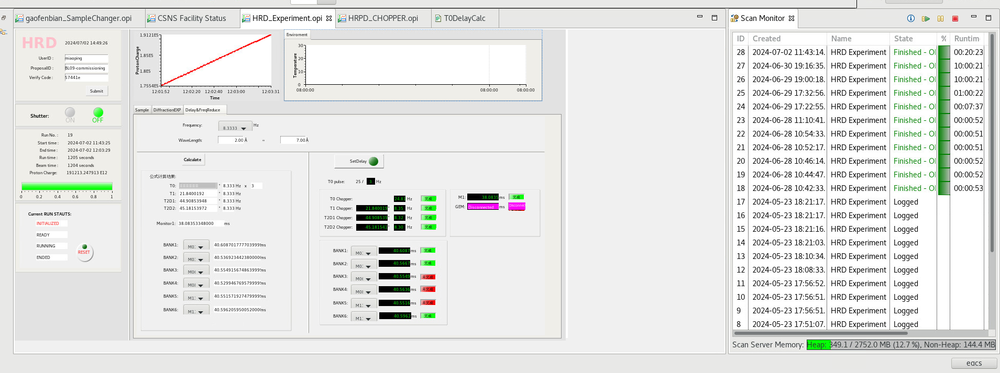 gaofenbian_SampleChanger.opi
CSNS Facility Status
HRD_Experiment.opi
HRPD_CHOPPER.opi
T0DelayCalc
HRD
2024/07/02 14:49:26
UserID : miaoping
ProposalID : BL09-commissioning
Verify Code : 57441e
Submit
Shutter:
ON
OFF
Run No. : 19
Start time : 2024-07-02 11:43:25
End time : 2024-07-02 12:03:29
Run time : 1205 seconds
Beam time : 1204 seconds
Proton Charge: 191213.247913 E12
0 0.2 0.4 0.6 0.8 1
Current RUN STAUTS:
INITIALIZED
READY
RUNNING
ENDED
RESET
ProtonCharge
1.9121E5
1.85E5
1.8E5
1.7554E5
12:01:52 12:02:20 12:02:40 12:03:00 12:03:31
Time
Enviroment
Temperature
30
20
10
0
08:00:00 08:00:00 08:00:00
Sample DiffractionEXP Delay&FreqReduce
Frequency: 8.3333 Hz
WaveLength: 2.00 Å ~ 7.00 Å
Calculate
公式计算结果:
T0: ° 8.333 Hz x 3
T1: 21.8400192 ° 8.333 Hz
T2D1: 44.90853948 ° 8.333 Hz
T2D2: 45.18153972 ° 8.333 Hz
Monitor1: 38.08353348000 ms
BANK1: 40.608701777703999 ms
BANK2: 40.536923442380000 ms
BANK3: 40.554915674863999 ms
BANK4: 40.529946769579999 ms
BANK5: 40.551571927479999 ms
BANK6: 40.596205950052000 ms
SetDelay
T0 pulse: 25 / 3 Hz
T0 Chopper: 24.81 Hz 完成
T1 Chopper: 21.840019 ° 8.35 Hz 完成
T2D1 Chopper: 44.908539 ° 8.32 Hz 完成
T2D2 Chopper: 45.181541 ° 8.30 Hz 完成
M1: 38.0835 ms 完成
GEM: Disconnected ms Disconnec
BANK1: 40.6087 ms 完成
BANK2: 40.5667 ms 完成
BANK3: 40.5549 ms 未完成
BANK4: 40.5636 ms 未完成
BANK5: 40.5516 ms 未完成
BANK6: 40.5962 ms 完成
Scan Monitor
ID Created Name State % Runtim
28 2024-07-02 11:43:14. HRD Experiment Finished - O 00:20:23
27 2024-06-30 19:16:35. HRD Experiment Finished - O 10:00:21
26 2024-06-29 19:00:18. HRD Experiment Finished - O 10:00:21
25 2024-06-29 17:32:56. HRD Experiment Finished - O 01:00:22
24 2024-06-29 17:22:55. HRD Experiment Finished - O 00:07:37
23 2024-06-28 11:10:41. HRD Experiment Finished - O 00:00:52
22 2024-06-28 10:54:33. HRD Experiment Finished - O 00:00:51
21 2024-06-28 10:52:17. HRD Experiment Finished - O 00:00:51
20 2024-06-28 10:46:14. HRD Experiment Finished - O 00:00:52
19 2024-06-28 10:44:47. HRD Experiment Finished - O 00:00:52
18 2024-06-28 10:42:33. HRD Experiment Finished - O 00:00:53
17 2024-05-23 18:21:17. HRD Experiment Logged
16 2024-05-23 18:21:17. HRD Experiment Logged
15 2024-05-23 18:21:16. HRD Experiment Logged
14 2024-05-23 18:21:03. HRD Experiment Logged
13 2024-05-23 18:10:34. HRD Experiment Logged
12 2024-05-23 18:08:33. HRD Experiment Logged
11 2024-05-23 17:56:52. HRD Experiment Logged
10 2024-05-23 17:56:51. HRD Experiment Logged
9 2024-05-23 17:56:51. HRD Experiment Logged
8 2024-05-23 17:51:07. HRD Experiment Logged
Scan Server Memory: Heap: 349.1 / 2752.0 MB (12.7 %), Non-Heap: 144.4 MB
eacs